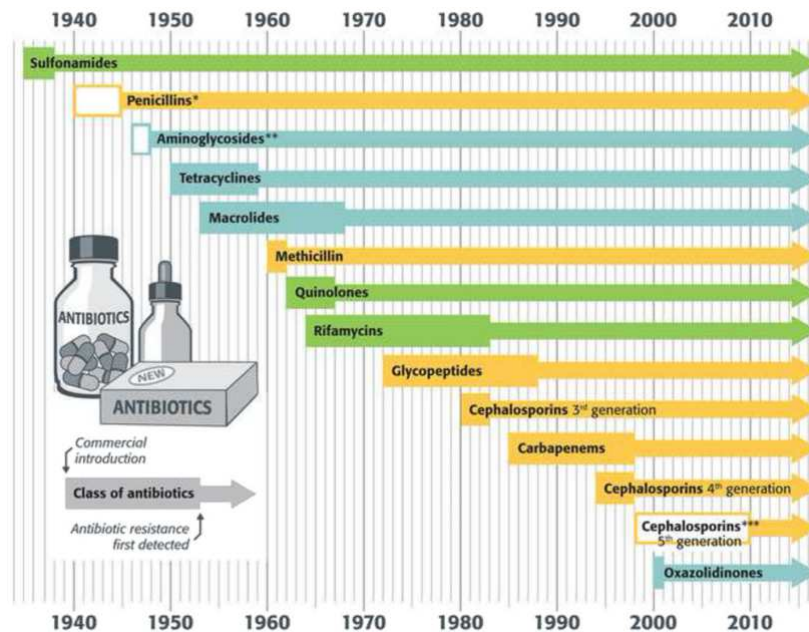 1940 1950 1960 1970 1980 1990 2000 2010
Sulfonamides
Penicillins*
Aminoglycosides**
Tetracyclines
Macrolides
Methicillin
Quinolones
Rifamycins
Glycopeptides
Cephalosporins 3rd generation
Carbapenems
Cephalosporins 4th generation
Cephalosporins***
5th generation
Oxazolidinones
ANTIBIOTICS
NEW
ANTIBIOTICS
Commercial
introduction
Class of antibiotics
Antibiotic resistance
first detected
1940 1950 1960 1970 1980 1990 2000 2010